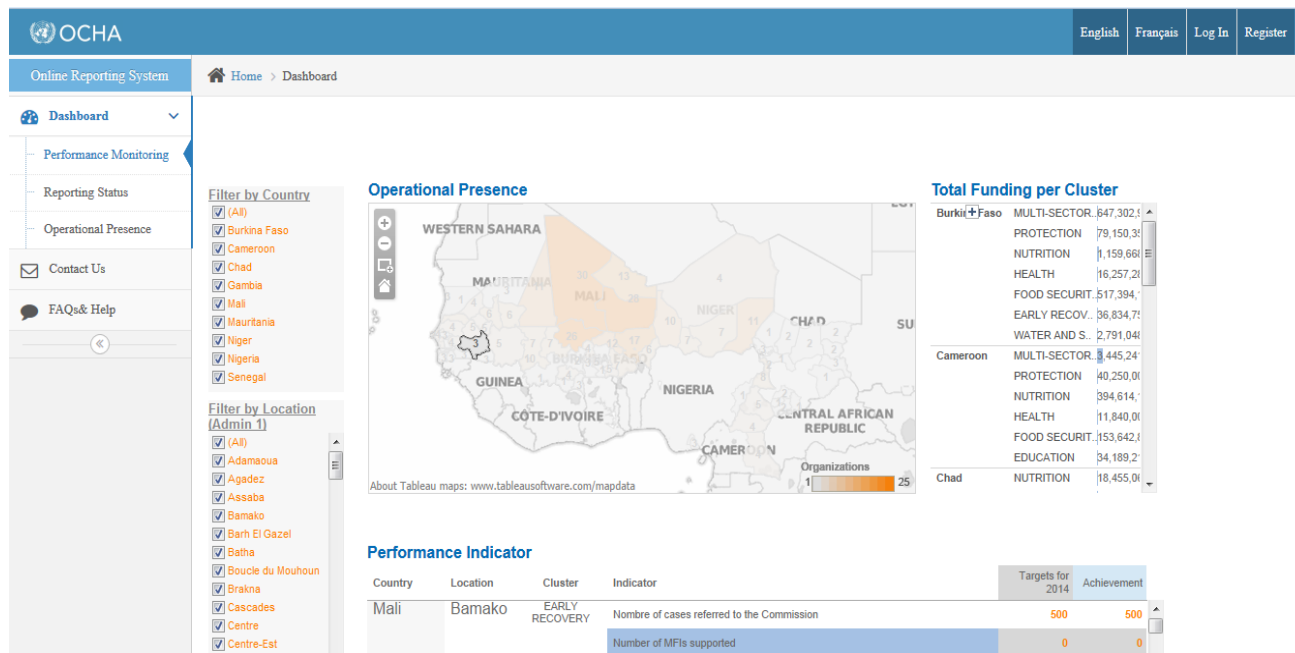 OCHA
English Français Log In Register
Online Reporting System
Home > Dashboard
Dashboard
Performance Monitoring
Reporting Status
Operational Presence
Contact Us
FAQs& Help
Filter by Country
(All)
Burkina Faso
Cameroon
Chad
Gambia
Mali
Mauritania
Niger
Nigeria
Senegal
Filter by Location
(Admin 1)
(All)
Adamaoua
Agadez
Assaba
Bamako
Barh El Gazel
Batha
Boucle du Mouhoun
Brakna
Cascades
Centre
Centre-Est
Operational Presence
WESTERN SAHARA
MAURITANIA
MALI
NIGER
CHAD
SU
BURKINA FASO
GUINEA
NIGERIA
COTE-D'IVOIRE
CENTRAL AFRICAN
REPUBLIC
CAMEROON
Organizations
1 25
About Tableau maps: www.tableausoftware.com/mapdata
Total Funding per Cluster
Burkina Faso MULTI-SECTOR..
PROTECTION
NUTRITION
HEALTH
FOOD SECURIT..
EARLY RECOV..
WATER AND S..
Cameroon MULTI-SECTOR..
PROTECTION
NUTRITION
HEALTH
FOOD SECURIT..
EDUCATION
Chad NUTRITION
Performance Indicator
Country Location Cluster Indicator Targets for
2014 Achievement
Mali Bamako EARLY
RECOVERY Nombre of cases referred to the Commission 500 500
Number of MFIs supported 0 0